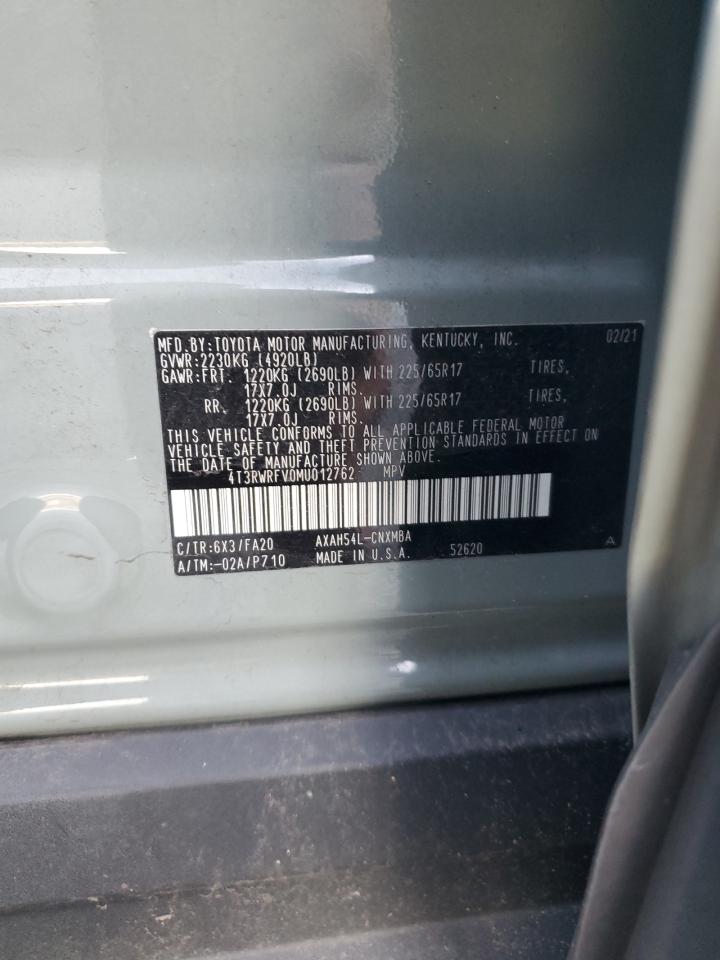 MFD.BY:TOYOTA MOTOR MANUFACTURING, KENTUCKY, INC. 02/21
GVWR:2230KG (4920LB)
GAWR:FRT. 1220KG (2690LB) WITH 225/65R17 TIRES,
17X7.0J RIMS.
RR. 1220KG (2690LB) WITH 225/65R17 TIRES,
17X7.0J RIMS.
THIS VEHICLE CONFORMS TO ALL APPLICABLE FEDERAL MOTOR
VEHICLE SAFETY AND THEFT PREVENTION STANDARDS IN EFFECT ON
THE DATE OF MANUFACTURE SHOWN ABOVE.
4T3RWRFV0MU012762 MPV
C/TR:6X3/FA20 AXAH54L-CNXMBA
A/TM:-02A/P710 MADE IN U.S.A. 52620 A